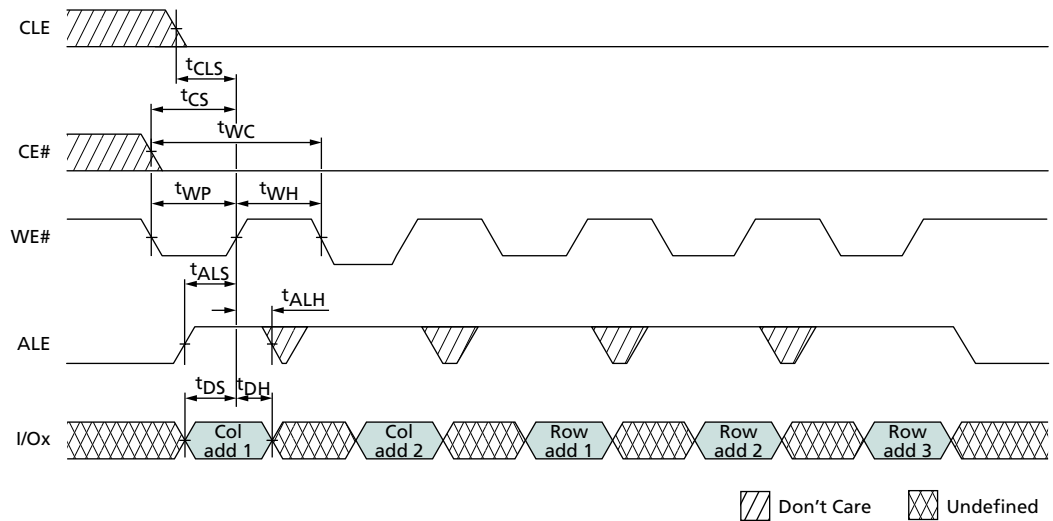 CLE
tCLS
tCS
tWC
CE#
tWP
tWH
WE#
tALS
tALH
ALE
tDS
tDH
I/Ox
Col
add 1
Col
add 2
Row
add 1
Row
add 2
Row
add 3
Don't Care
Undefined